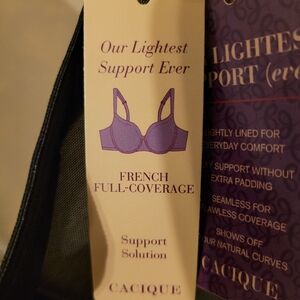 Our Lightest
Support Ever
FRENCH
FULL-COVERAGE
Support
Solution
CACIQUE
LIGHTES
PORT (eve
GHTLY LINED FOR
ERYDAY COMFORT
SUPPORT WITHOUT
EXTRA PADDING
SEAMLESS FOR
AWLESS COVERAGE
SHOWS OFF
UR NATURAL CURVES
CACIQUE